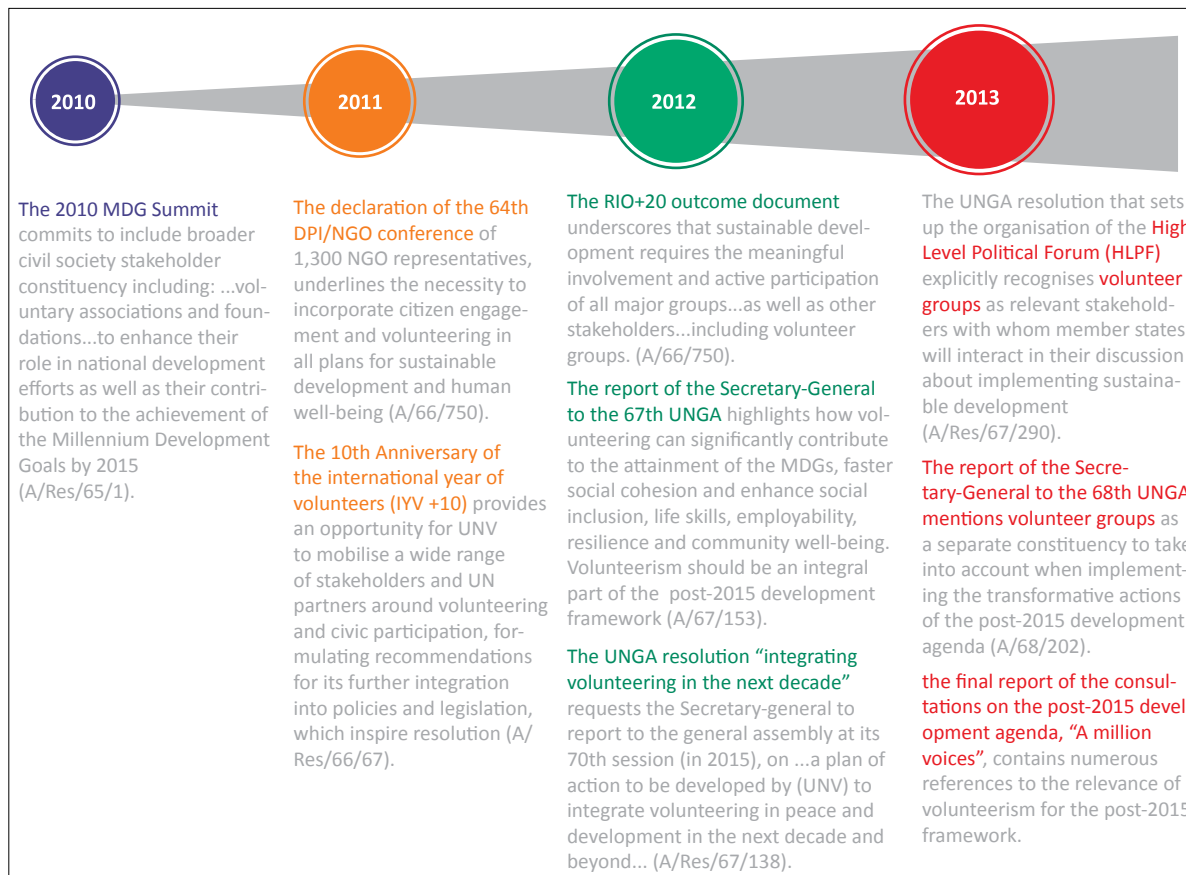 2010
2011
2012
2013
The 2010 MDG Summit
commits to include broader
civil society stakeholder
constituency including: ...vol-
untary associations and foun-
dations...to enhance their
role in national development
efforts as well as their contri-
bution to the achievement of
the Millennium Development
Goals by 2015
(A/Res/65/1).
The declaration of the 64th
DPI/NGO conference of
1,300 NGO representatives,
underlines the necessity to
incorporate citizen engage-
ment and volunteering in
all plans for sustainable
development and human
well-being (A/66/750).
The 10th Anniversary of
the international year of
volunteers (IYV +10) provides
an opportunity for UNV
to mobilise a wide range
of stakeholders and UN
partners around volunteering
and civic participation, for-
mulating recommendations
for its further integration
into policies and legislation,
which inspire resolution (A/
Res/66/67).
The RIO+20 outcome document
underscores that sustainable devel-
opment requires the meaningful
involvement and active participation
of all major groups...as well as other
stakeholders...including volunteer
groups. (A/66/750).
The report of the Secretary-General
to the 67th UNGA highlights how vol-
unteering can significantly contribute
to the attainment of the MDGs, faster
social cohesion and enhance social
inclusion, life skills, employability,
resilience and community well-being.
Volunteerism should be an integral
part of the post-2015 development
framework (A/67/153).
The UNGA resolution “integrating
volunteering in the next decade”
requests the Secretary-general to
report to the general assembly at its
70th session (in 2015), on ...a plan of
action to be developed by (UNV) to
integrate volunteering in peace and
development in the next decade and
beyond... (A/Res/67/138).
The UNGA resolution that sets
up the organisation of the High
Level Political Forum (HLPF)
explicitly recognises volunteer
groups as relevant stakehold-
ers with whom member states
will interact in their discussion
about implementing sustaina-
ble development
(A/Res/67/290).
The report of the Secre-
tary-General to the 68th UNGA
mentions volunteer groups as
a separate constituency to take
into account when implement-
ing the transformative actions
of the post-2015 development
agenda (A/68/202).
the final report of the consul-
tations on the post-2015 devel-
opment agenda, “A million
voices”, contains numerous
references to the relevance of
volunteerism for the post-2015
framework.